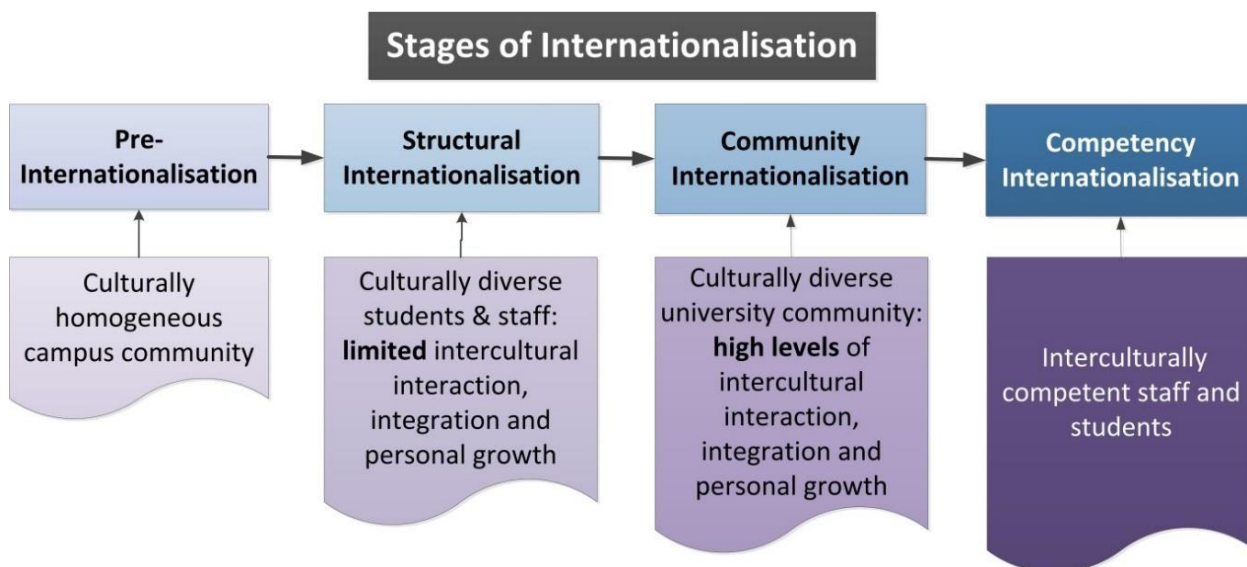 Stages of Internationalisation
Pre-
Internationalisation
Structural
Internationalisation
Community
Internationalisation
Competency
Internationalisation
Culturally
homogeneous
campus community
Culturally diverse
students & staff:
limited intercultural
interaction,
integration and
personal growth
Culturally diverse
university community:
high levels of
intercultural
interaction,
integration and
personal growth
Interculturally
competent staff and
students